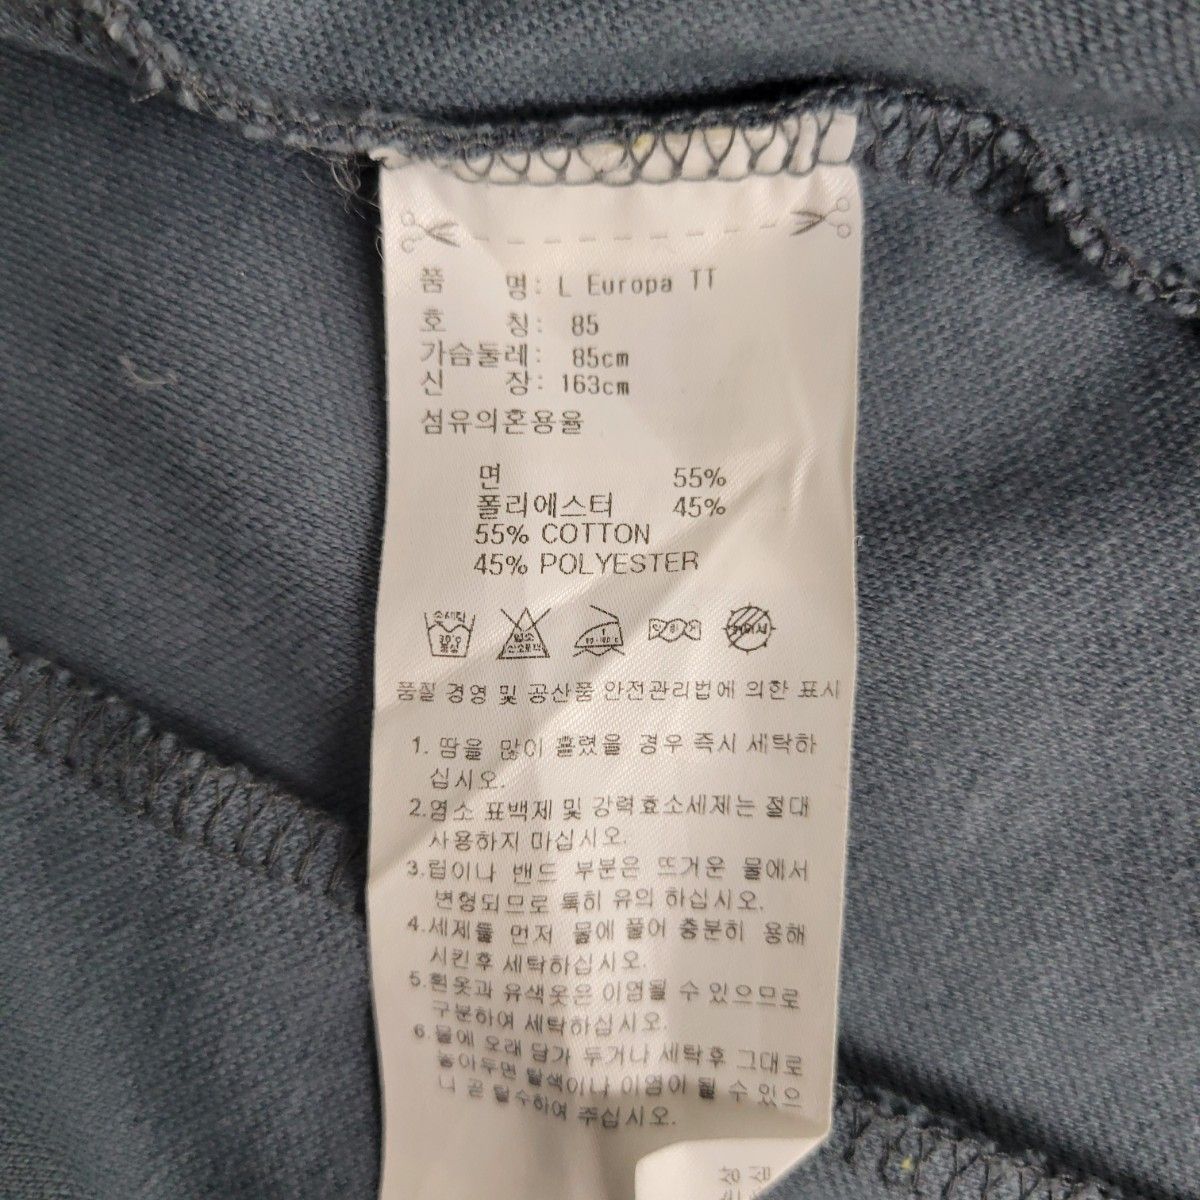 품 명: L Europa TT
호 칭: 85
가슴둘레: 85cm
신 장: 163cm
섬유의혼용율
면 55%
폴리에스터 45%
55% COTTON
45% POLYESTER
품질 경영 및 공산품 안전관리법에 의한 표시
1. 땀을 많이 흘렸을 경우 즉시 세탁하
십시오.
2.염소 표백제 및 강력효소세제는 절대
사용하지 마십시오.
3.립이나 밴드 부분은 뜨거운 물에서
변형되므로 특히 유의 하십시오.
4.세제를 먼저 물에 풀어 충분히 용해
시킨후 세탁하십시오.
5.흰옷과 유색옷은 이염될 수 있으므로
구분하여 세탁하십시오.
6.물에 오래 담가 두거나 세탁후 그대로
놓아두면 탈색이나 이염이 될 수 있으
니 곧 탈수하여 주십시오.